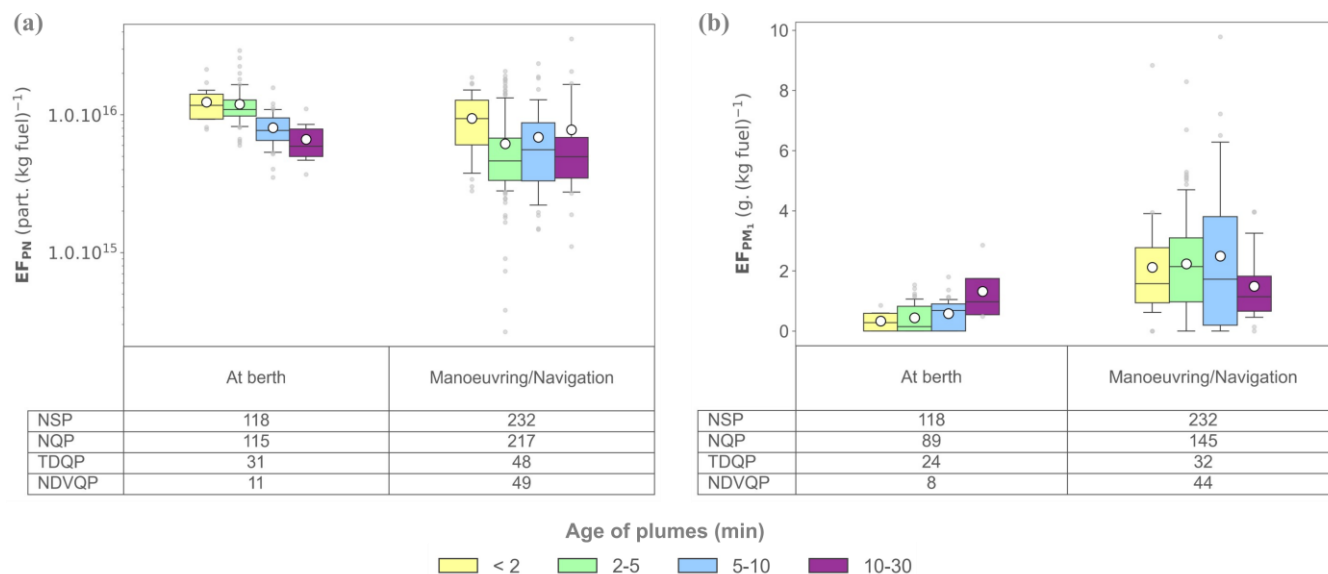 (a)
EF_PN (part. (kg fuel)⁻¹)
1.0.10¹⁶
1.0.10¹⁵
At berth Manoeuvring/Navigation
NSP 118 232
NQP 115 217
TDQP 31 48
NDVQP 11 49
(b)
EF_PM₁ (g. (kg fuel)⁻¹)
10
8
6
4
2
0
At berth Manoeuvring/Navigation
NSP 118 232
NQP 89 145
TDQP 24 32
NDVQP 8 44
Age of plumes (min)
< 2 2-5 5-10 10-30